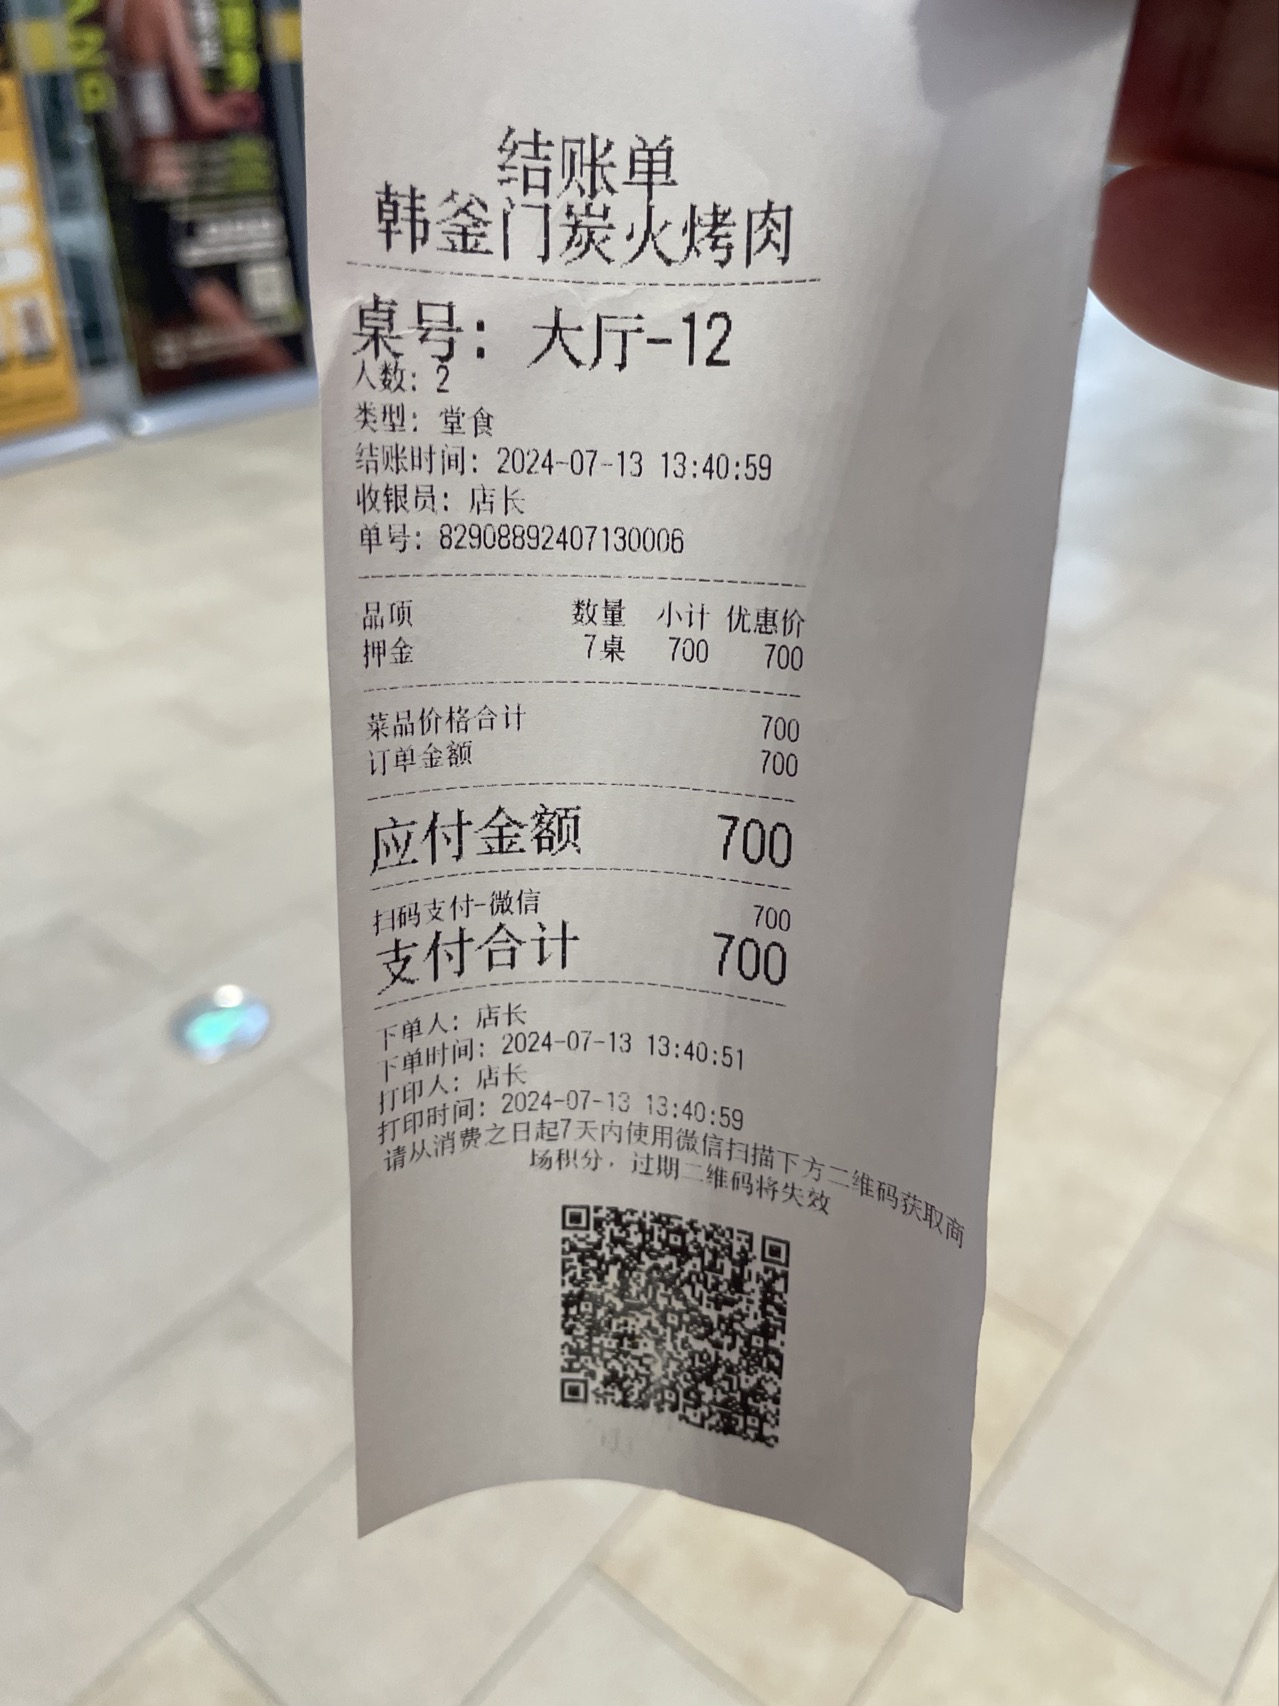 结账单
韩釜门炭火烤肉
桌号: 大厅-12
人数: 2
类型: 堂食
结账时间: 2024-07-13 13:40:59
收银员: 店长
单号: 82908892407130006
品项 数量 小计 优惠价
押金 7桌 700 700
菜品价格合计 700
订单金额 700
应付金额 700
扫码支付-微信 700
支付合计 700
下单人: 店长
下单时间: 2024-07-13 13:40:51
打印人: 店长
打印时间: 2024-07-13 13:40:59
请从消费之日起7天内使用微信扫描下方二维码获取商
场积分，过期二维码将失效